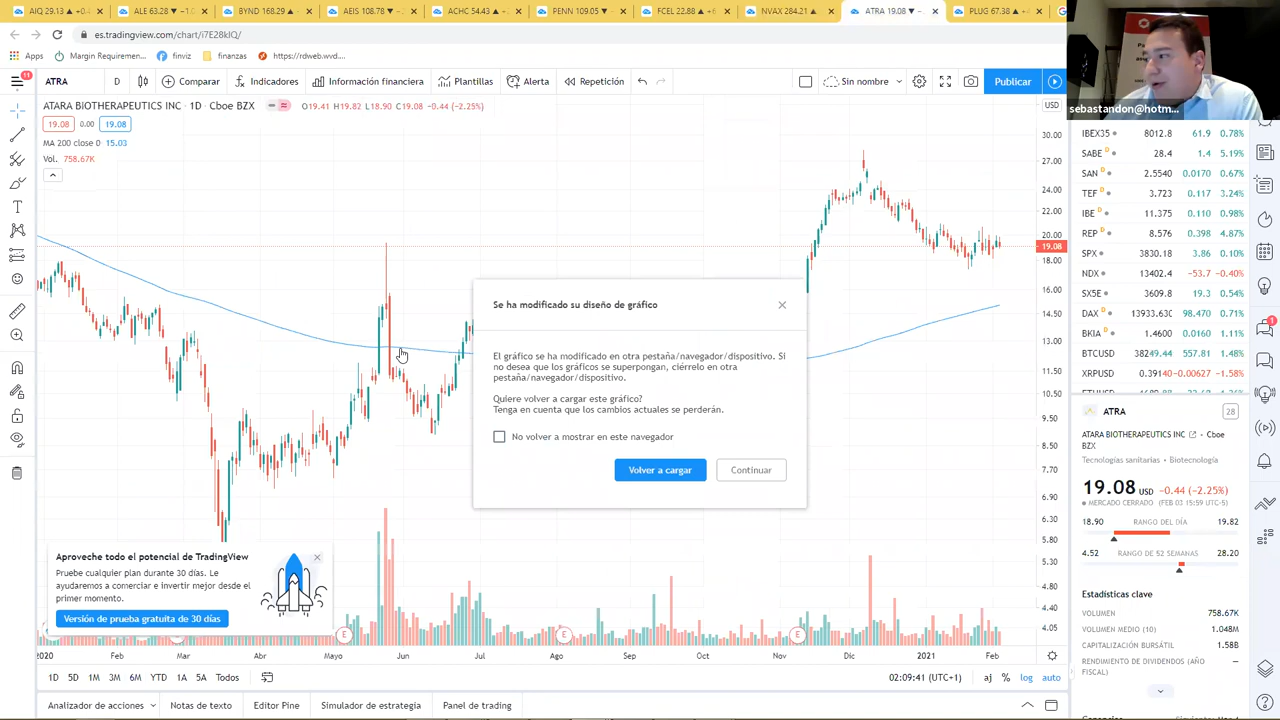 AIQ 29.13
ALE 63.28
BYND 168.29
AEIS 108.78
ACHC 54.43
PENN 109.05
FCEL 22.88
NVAX 284.21
ATRA 19.08
PLUG 67.38
es.tradingview.com/chart/i7E28kIQ/
Apps
Margin Requiremen...
finviz
finanzas
https://rdweb.wvd....
sebastandon@hotm...
11
ATRA
D
Comparar
Indicadores
Información financiera
Plantillas
Alerta
Repetición
Sin nombre
Publicar
ATARA BIOTHERAPEUTICS INC · 1D · Cboe BZX
O19.41 H19.82 L18.90 C19.08 −0.44 (−2.25%)
USD
19.08 0.00 19.08
MA 200 close 0 15.03
Vol. 758.67K
30.00
27.00
24.00
22.00
20.00
19.08
18.00
16.00
14.50
13.00
11.50
10.50
9.50
8.50
7.70
6.90
6.30
5.80
5.30
4.80
4.40
4.05
Se ha modificado su diseño de gráfico
El gráfico se ha modificado en otra pestaña/navegador/dispositivo. Si
no desea que los gráficos se superpongan, ciérrelo en otra
pestaña/navegador/dispositivo.
Quiere volver a cargar este gráfico?
Tenga en cuenta que los cambios actuales se perderán.
No volver a mostrar en este navegador
Volver a cargar
Continuar
Aproveche todo el potencial de TradingView
Pruebe cualquier plan durante 30 días. Le
ayudaremos a comerciar e invertir mejor desde el
primer momento.
Versión de prueba gratuita de 30 días
E
E
E
2020 Feb Mar Abr Mayo Jun Jul Ago Sep Oct Nov Dic 2021 Feb
1D 5D 1M 3M 6M YTD 1A 5A Todos
02:09:41 (UTC+1)
aj % log auto
Analizador de acciones
Notas de texto
Editor Pine
Simulador de estrategia
Panel de trading
IBEX35 8012.8 61.9 0.78%
SABE D 28.4 1.4 5.19%
SAN D 2.5540 0.0170 0.67%
TEF D 3.723 0.117 3.24%
IBE D 11.375 0.110 0.98%
REP D 8.576 0.398 4.87%
SPX 3830.18 3.86 0.10%
NDX 13402.4 −53.7 −0.40%
SX5E 3609.8 19.3 0.54%
DAX 13933.630 98.470 0.71%
BKIA 1.4600 0.0160 1.11%
BTCUSD 38249.44 557.81 1.48%
XRPUSD 0.39140 −0.00627 −1.58%
1
ATRA
28
ATARA BIOTHERAPEUTICS INC · Cboe
BZX
Tecnologías sanitarias · Biotecnología
19.08 USD −0.44 (−2.25%)
MERCADO CERRADO (FEB 03 15:59 UTC-5)
18.90 RANGO DEL DÍA 19.82
4.52 RANGO DE 52 SEMANAS 28.20
Estadísticas clave
VOLUMEN 758.67K
VOLUMEN MEDIO (10) 1.048M
CAPITALIZACIÓN BURSÁTIL 1.58B
RENDIMIENTO DE DIVIDENDOS (AÑO —
FISCAL)